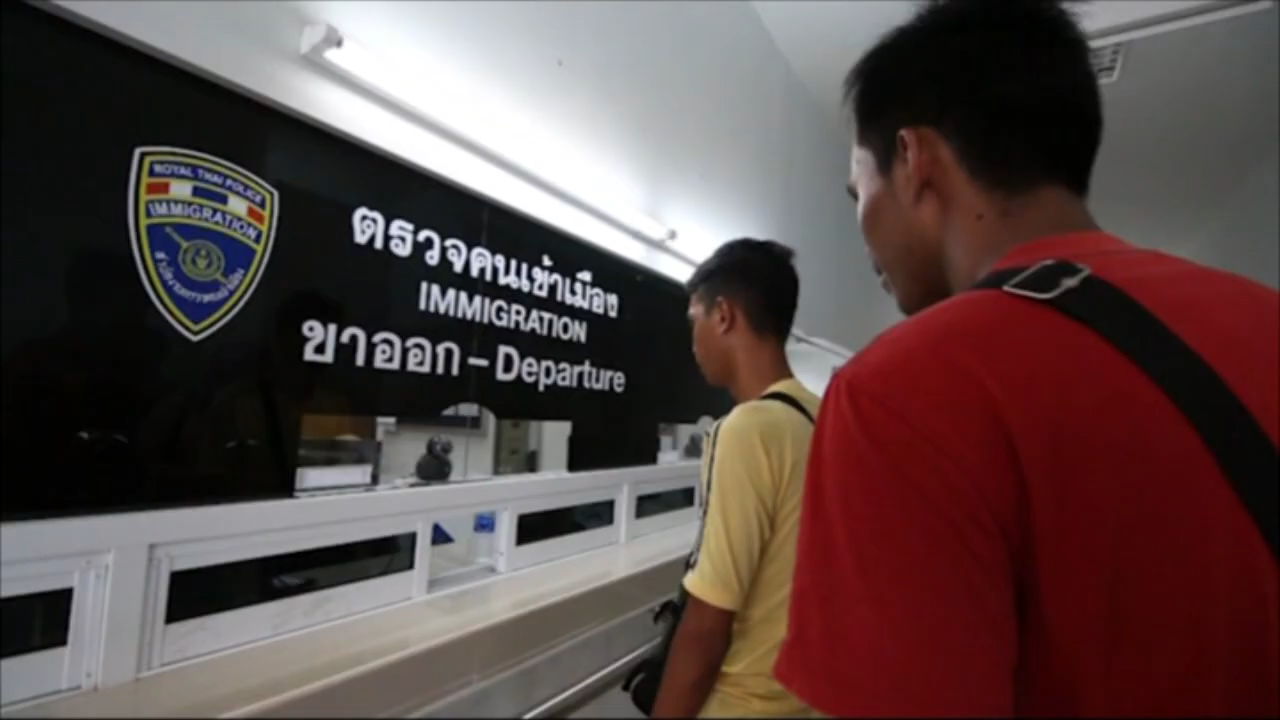 ROYAL THAI POLICE
IMMIGRATION
ตรวจคนเข้าเมือง
IMMIGRATION
ขาออก – Departure